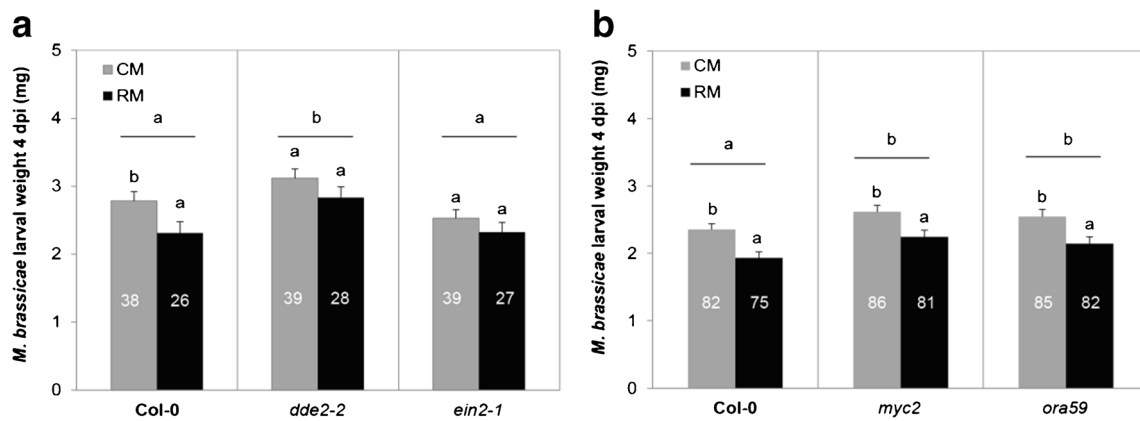 a
M. brassicae larval weight 4 dpi (mg)
5
4
3
2
1
0
CM
RM
a
b
a
b
a
a
a
a
a
38
26
39
28
39
27
Col-0
dde2-2
ein2-1
b
M. brassicae larval weight 4 dpi (mg)
5
4
3
2
1
0
CM
RM
a
b
b
b
a
b
a
b
a
82
75
86
81
85
82
Col-0
myc2
ora59